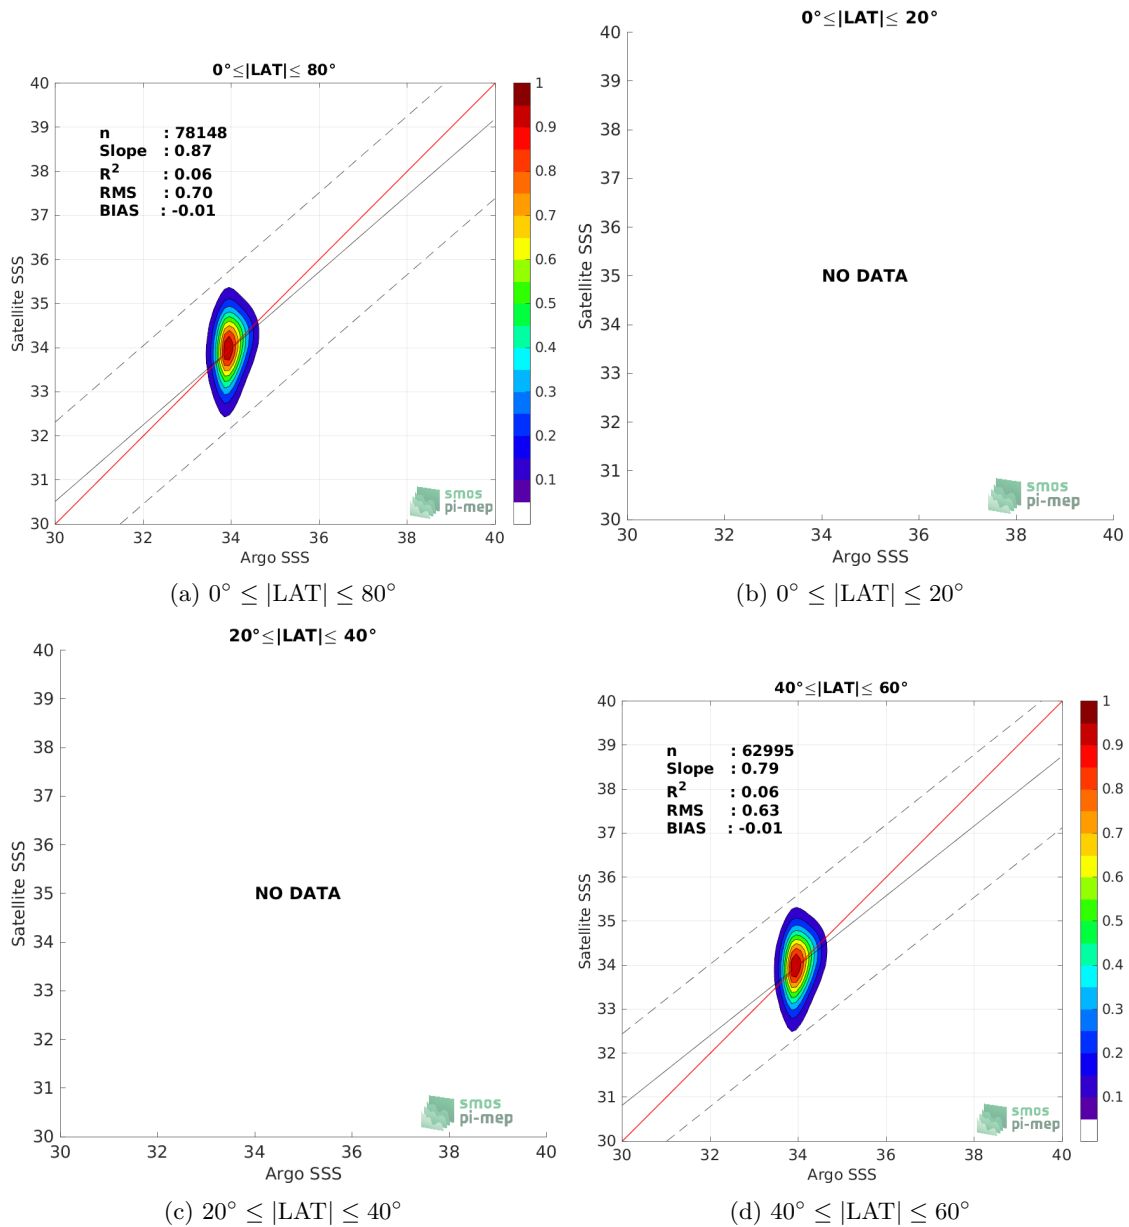 0°≤|LAT|≤ 80°
40
39
38
37
36
35
34
33
32
31
30
Satellite SSS
n : 78148
Slope : 0.87
R2 : 0.06
RMS : 0.70
BIAS : -0.01
smos
pi-mep
30 32 34 36 38 40
Argo SSS
1
0.9
0.8
0.7
0.6
0.5
0.4
0.3
0.2
0.1
(a) 0° ≤ |LAT| ≤ 80°
0°≤|LAT|≤ 20°
40
39
38
37
36
35
34
33
32
31
30
Satellite SSS
NO DATA
smos
pi-mep
30 32 34 36 38 40
Argo SSS
(b) 0° ≤ |LAT| ≤ 20°
20°≤|LAT|≤ 40°
40
39
38
37
36
35
34
33
32
31
30
Satellite SSS
NO DATA
smos
pi-mep
30 32 34 36 38 40
Argo SSS
(c) 20° ≤ |LAT| ≤ 40°
40°≤|LAT|≤ 60°
40
39
38
37
36
35
34
33
32
31
30
Satellite SSS
n : 62995
Slope : 0.79
R2 : 0.06
RMS : 0.63
BIAS : -0.01
smos
pi-mep
30 32 34 36 38 40
Argo SSS
1
0.9
0.8
0.7
0.6
0.5
0.4
0.3
0.2
0.1
(d) 40° ≤ |LAT| ≤ 60°